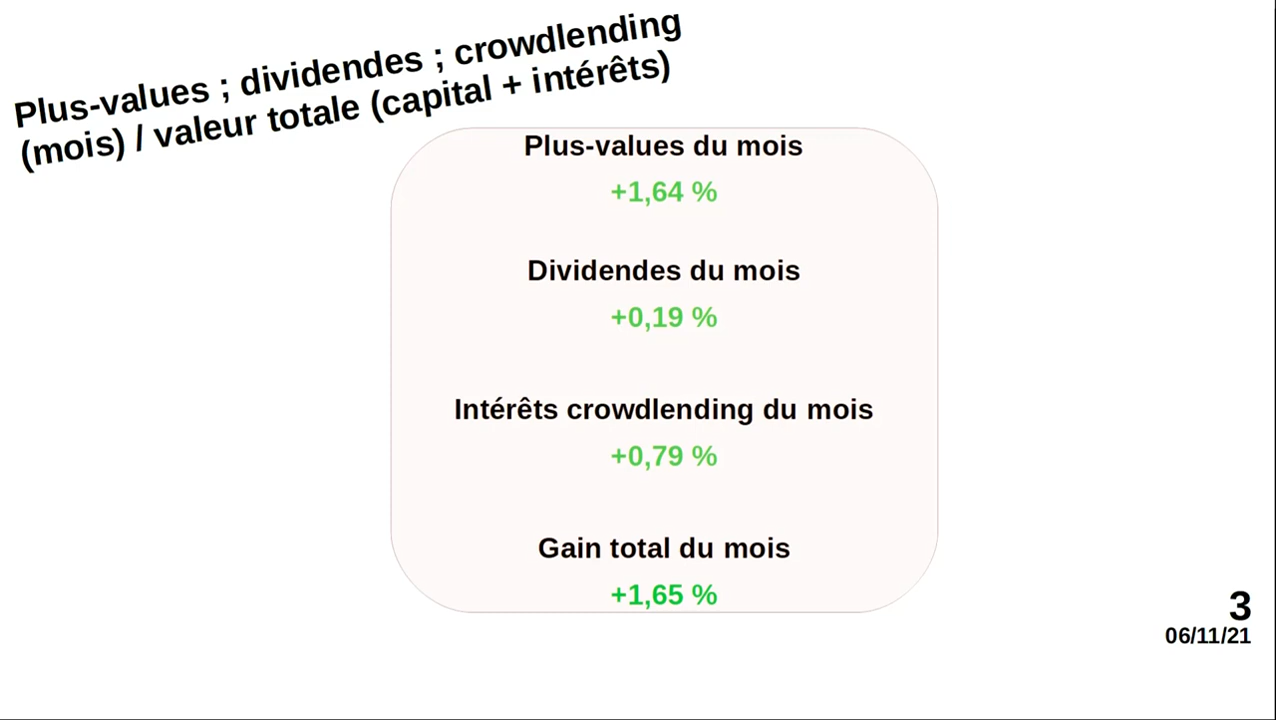 Plus-values ; dividendes ; crowdlending
(mois) / valeur totale (capital + intérêts)
Plus-values du mois
+1,64 %
Dividendes du mois
+0,19 %
Intérêts crowdlending du mois
+0,79 %
Gain total du mois
+1,65 %
3
06/11/21